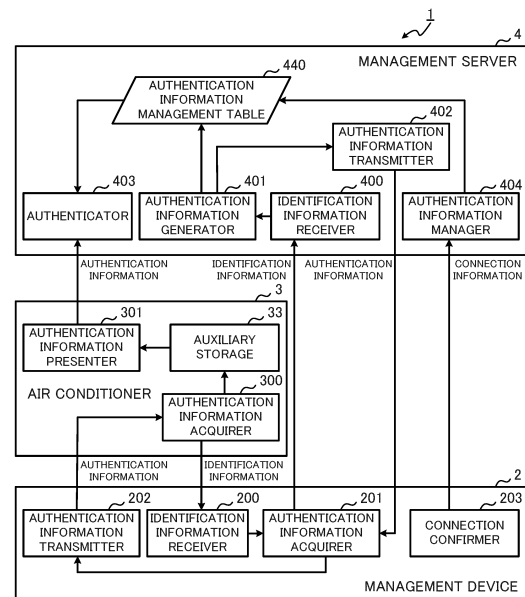 1
4
MANAGEMENT SERVER
440
AUTHENTICATION
INFORMATION
MANAGEMENT TABLE
402
AUTHENTICATION
INFORMATION
TRANSMITTER
403
AUTHENTICATOR
401
AUTHENTICATION
INFORMATION
GENERATOR
400
IDENTIFICATION
INFORMATION
RECEIVER
404
AUTHENTICATION
INFORMATION
MANAGER
AUTHENTICATION
INFORMATION
IDENTIFICATION
INFORMATION
AUTHENTICATION
INFORMATION
CONNECTION
INFORMATION
3
301
AUTHENTICATION
INFORMATION
PRESENTER
33
AUXILIARY
STORAGE
AIR CONDITIONER
300
AUTHENTICATION
INFORMATION
ACQUIRER
AUTHENTICATION
INFORMATION
IDENTIFICATION
INFORMATION
2
202
AUTHENTICATION
INFORMATION
TRANSMITTER
200
IDENTIFICATION
INFORMATION
RECEIVER
201
AUTHENTICATION
INFORMATION
ACQUIRER
203
CONNECTION
CONFIRMER
MANAGEMENT DEVICE